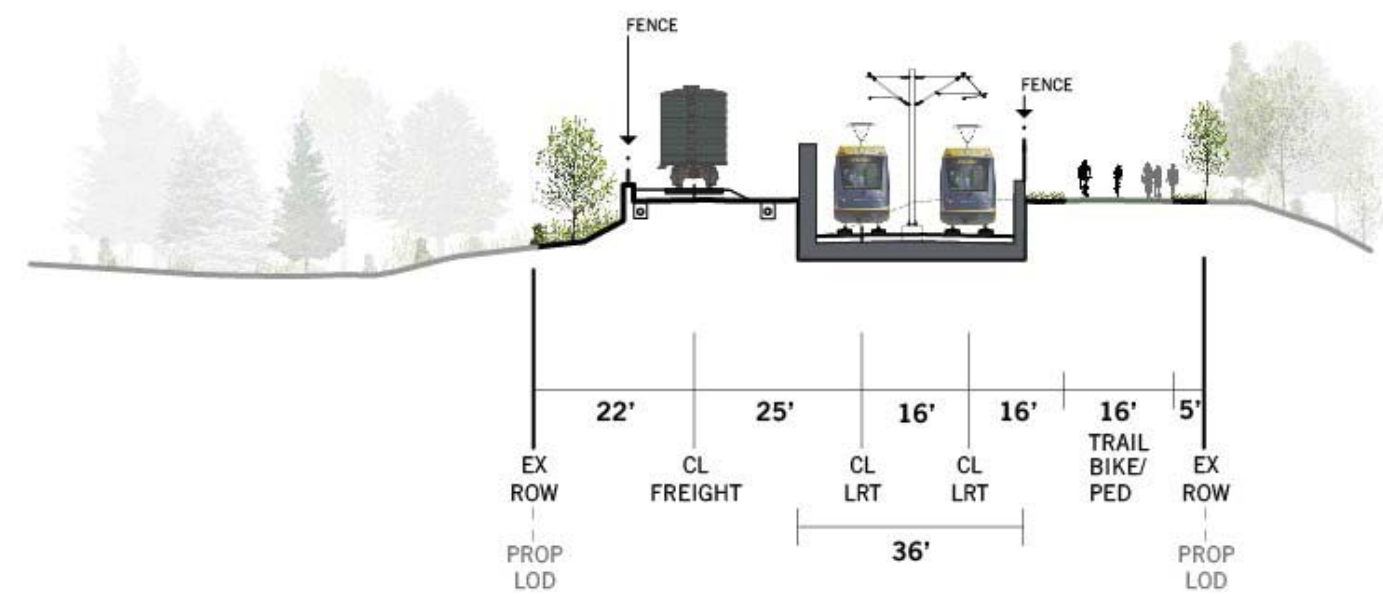 FENCE
FENCE
22’
25’
16’
16’
16’
5’
TRAIL
BIKE/
PED
EX
ROW
CL
FREIGHT
CL
LRT
CL
LRT
EX
ROW
36’
PROP
LOD
PROP
LOD